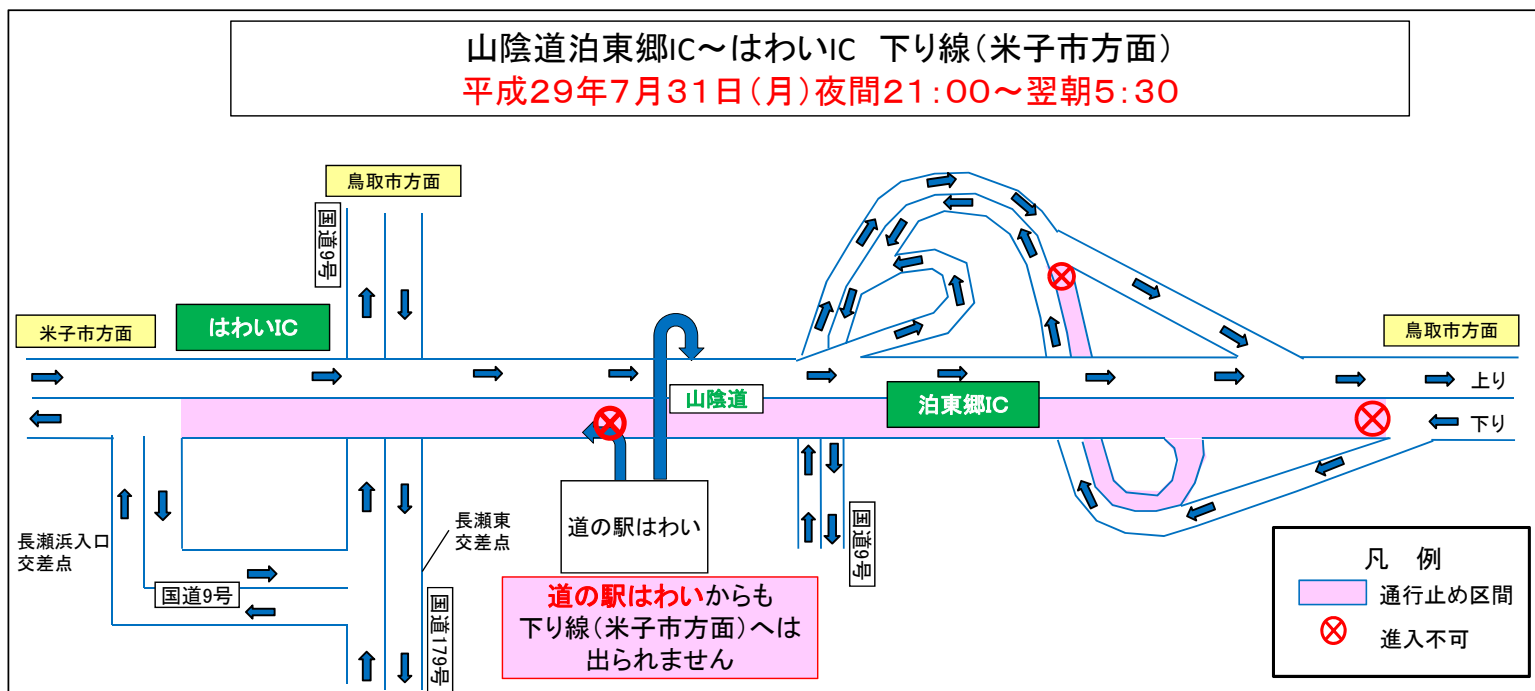 山陰道泊東郷IC～はわいIC 下り線（米子市方面）
平成29年7月31日（月）夜間21：00～翌朝5：30
鳥取市方面
国道9号
米子市方面
はわいIC
鳥取市方面
山陰道
泊東郷IC
上り
下り
長瀬浜入口
交差点
国道9号
長瀬東
交差点
国道179号
道の駅はわい
国道9号
道の駅はわいからも
下り線（米子市方面）へは
出られません
凡 例
通行止め区間
進入不可